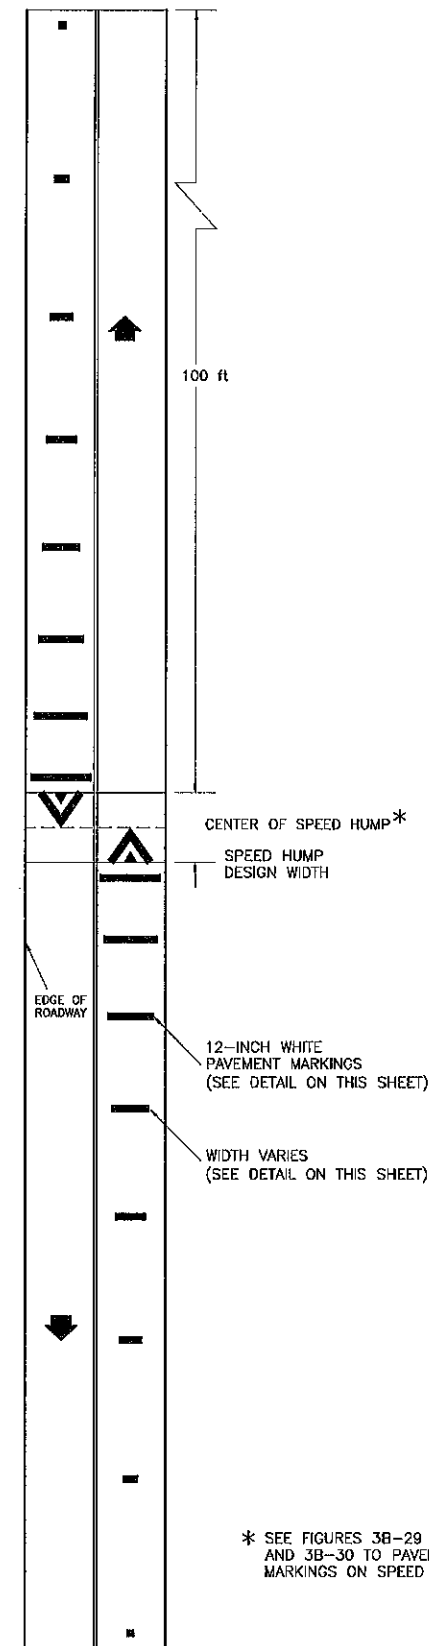 100 ft
CENTER OF SPEED HUMP*
SPEED HUMP
DESIGN WIDTH
EDGE OF
ROADWAY
12-INCH WHITE
PAVEMENT MARKINGS
(SEE DETAIL ON THIS SHEET)
WIDTH VARIES
(SEE DETAIL ON THIS SHEET)
* SEE FIGURES 3B-29
AND 3B-30 TO PAVE
MARKINGS ON SPEED